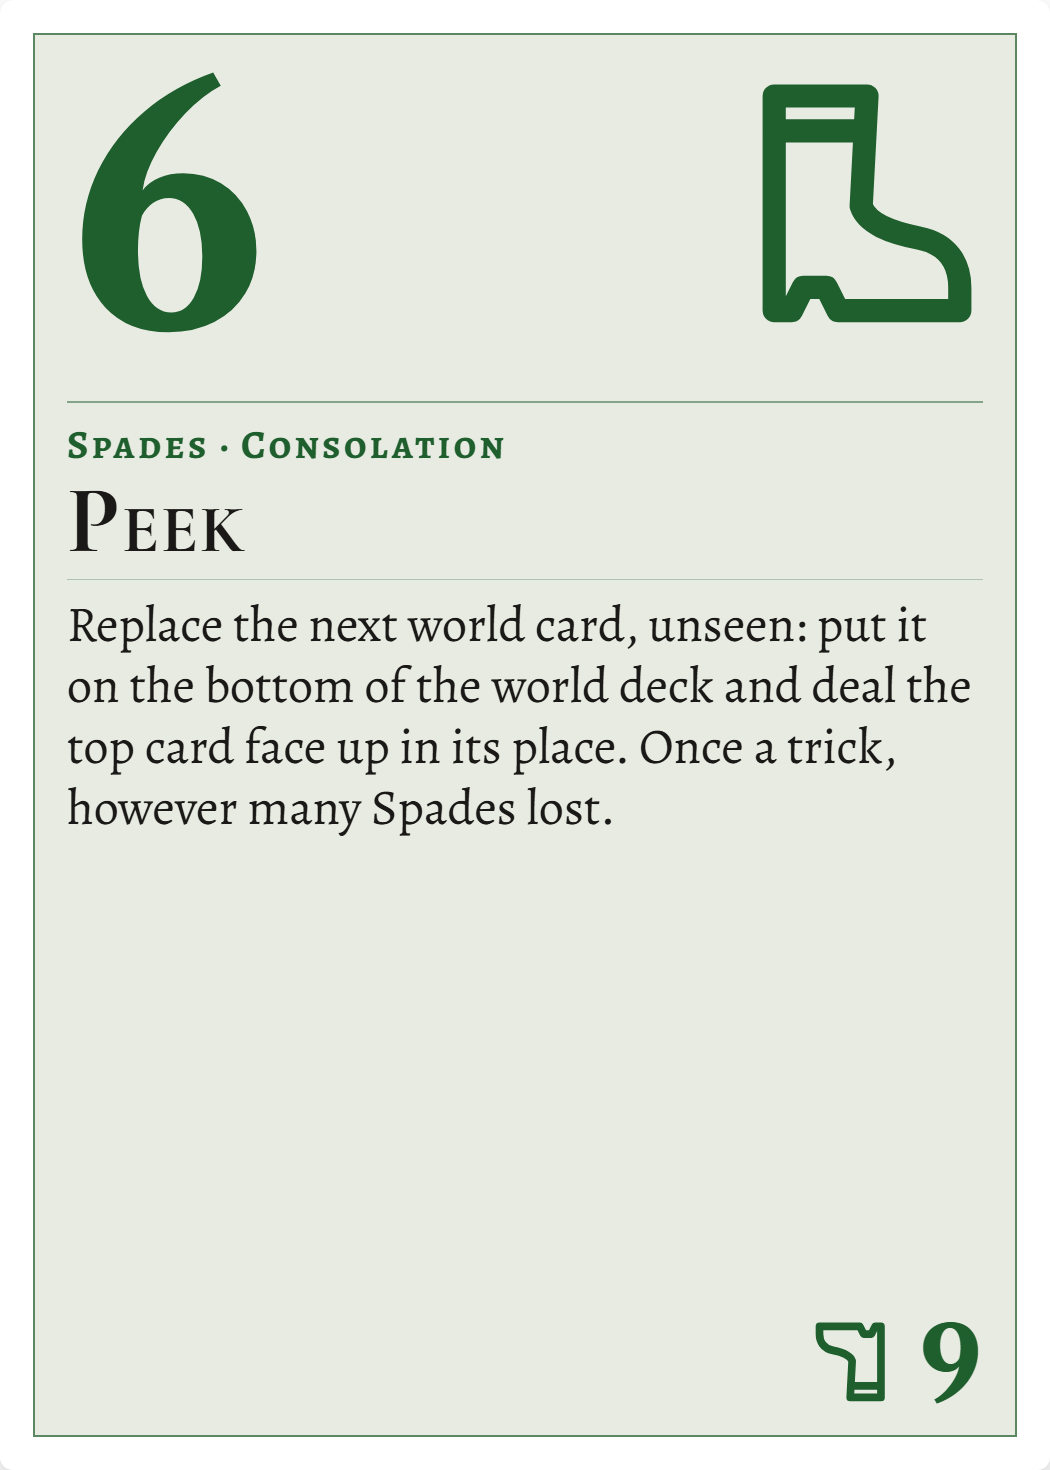 6
Spades · Consolation
Peek
Replace the next world card, unseen: put it
on the bottom of the world deck and deal the
top card face up in its place. Once a trick,
however many Spades lost.
6